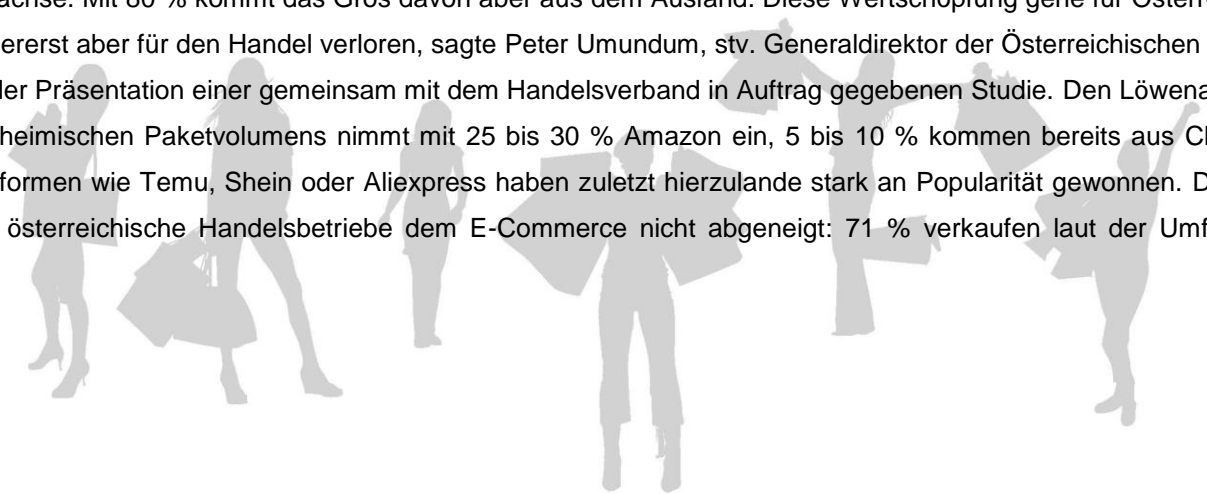 achse. Mit 80 % kommt das Gros davon aber aus dem Ausland. Diese Wertschöpfung gehe für Österre
ererst aber für den Handel verloren, sagte Peter Umundum, stv. Generaldirektor der Österreichischen
der Präsentation einer gemeinsam mit dem Handelsverband in Auftrag gegebenen Studie. Den Löwena
heimischen Paketvolumens nimmt mit 25 bis 30 % Amazon ein, 5 bis 10 % kommen bereits aus C
formen wie Temu, Shein oder Aliexpress haben zuletzt hierzulande stark an Popularität gewonnen. D
österreichische Handelsbetriebe dem E-Commerce nicht abgeneigt: 71 % verkaufen laut der Umf